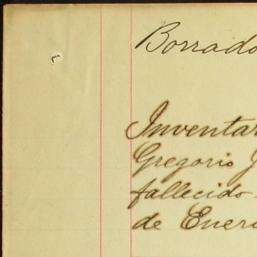 Borrado
Inventar
Gregorio J
fallecido
de Enero